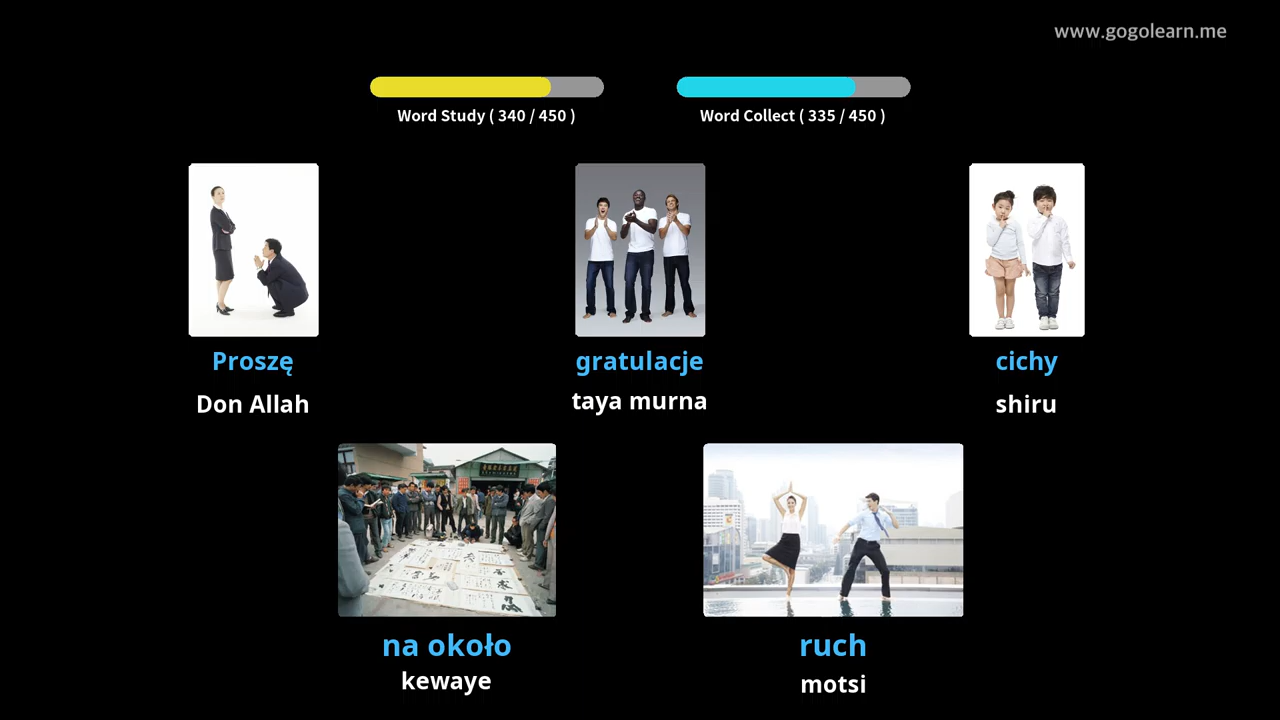 www.gogolearn.me
Word Study ( 340 / 450 )
Word Collect ( 335 / 450 )
Proszę
gratulacje
cichy
Don Allah
taya murna
shiru
na około
ruch
kewaye
motsi